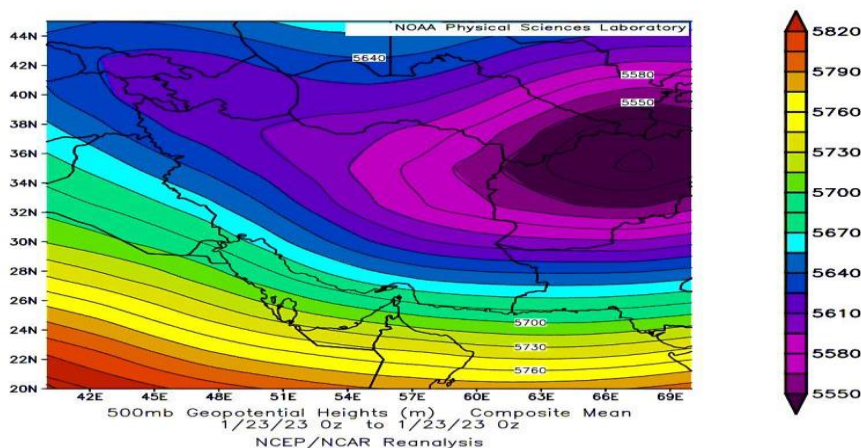 NOAA Physical Sciences Laboratory
44N
42N
40N
38N
36N
34N
32N
30N
28N
26N
24N
22N
20N
5640
5580
5550
5700
5730
5760
42E
45E
48E
51E
54E
57E
60E
63E
66E
69E
5820
5790
5760
5730
5700
5670
5640
5610
5580
5550
500mb Geopotential Heights (m) Composite Mean
1/23/23 0z to 1/23/23 0z
NCEP/NCAR Reanalysis